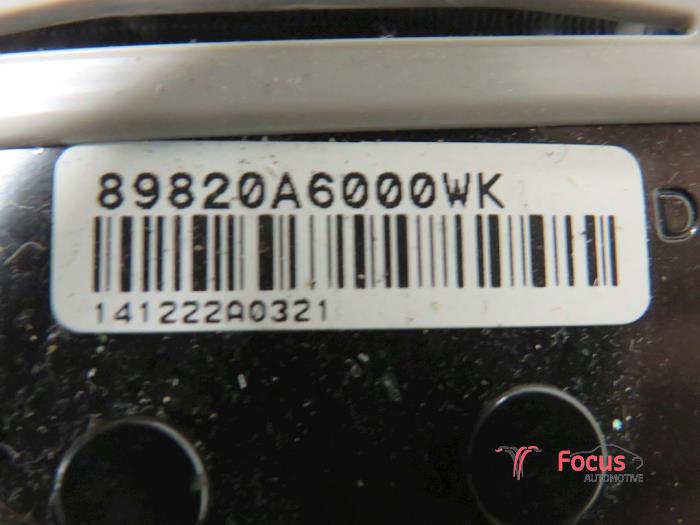 89820A6000WK
141222A0321
D
Focus
AUTOMOTIVE